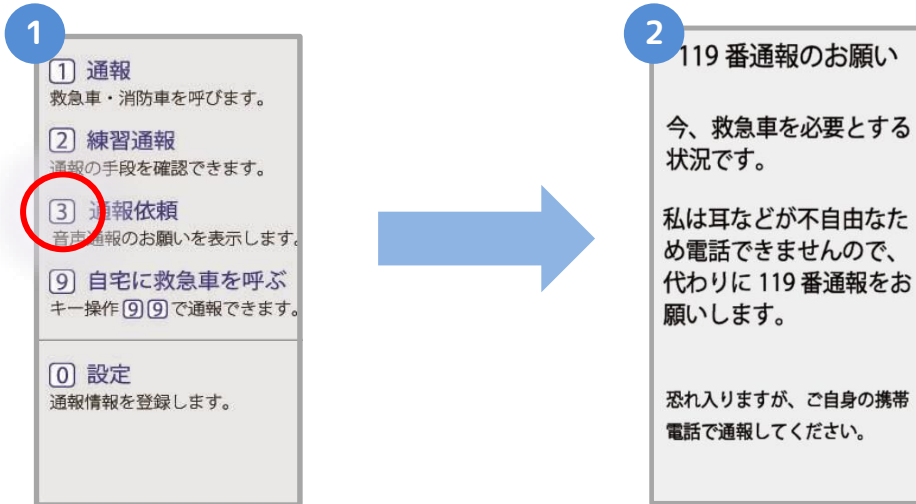 1
1 通報
救急車・消防車を呼びます。
2 練習通報
通報の手段を確認できます。
3 通報依頼
音声通報のお願いを表示します。
9 自宅に救急車を呼ぶ
キー操作99で通報できます。
0 設定
通報情報を登録します。
2
119番通報のお願い
今、救急車を必要とする
状況です。
私は耳などが不自由なた
め電話できませんので、
代わりに119番通報をお
願いします。
恐れ入りますが、ご自身の携帯
電話で通報してください。